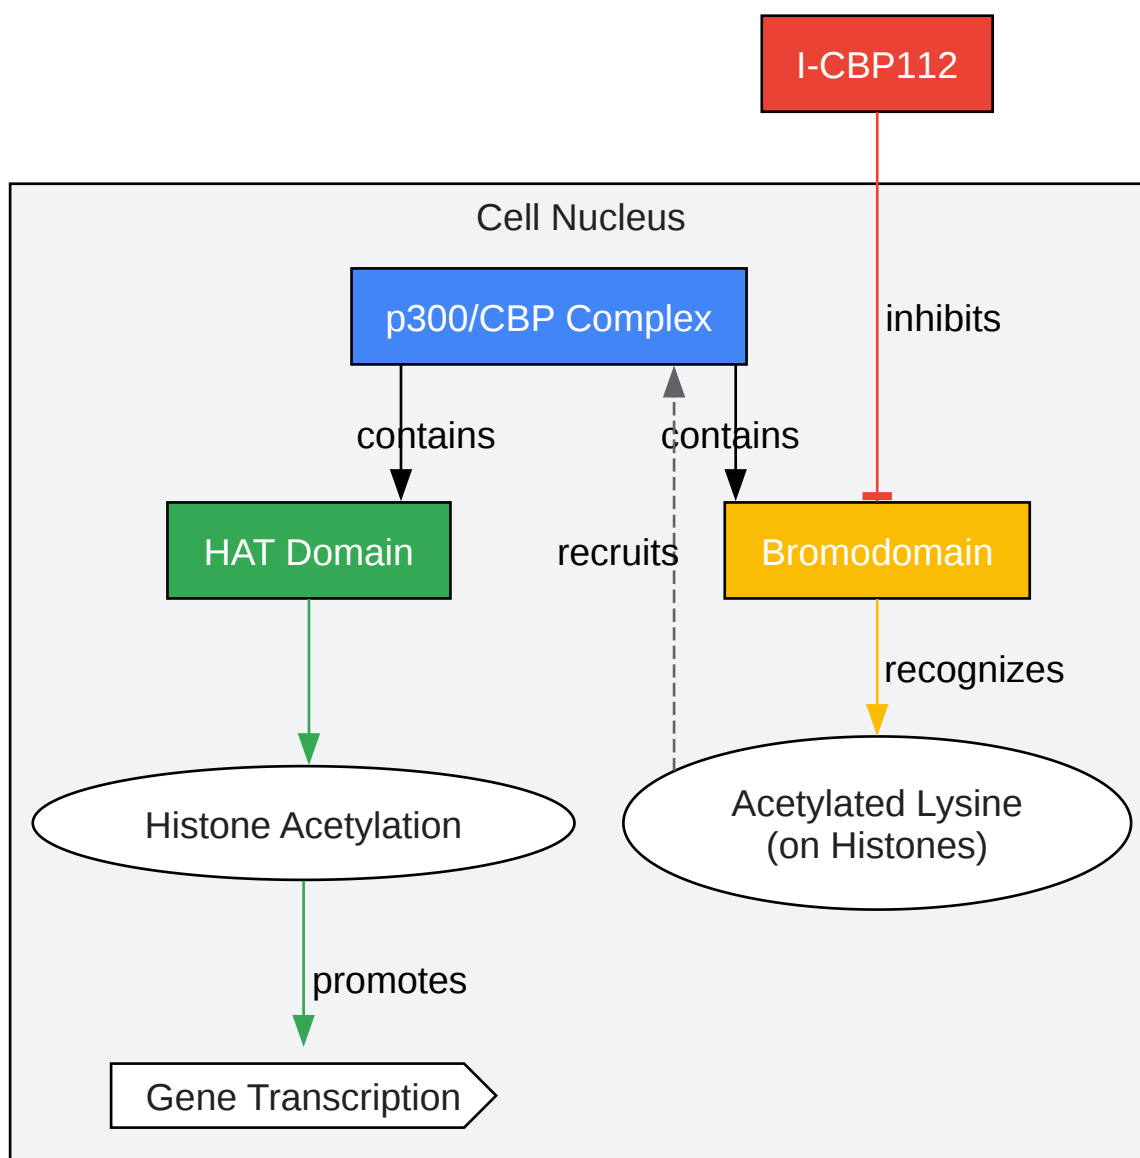 I-CBP112
Cell Nucleus
p300/CBP Complex
inhibits
contains
contains
HAT Domain
recruits
Bromodomain
recognizes
Acetylated Lysine
(on Histones)
Histone Acetylation
promotes
Gene Transcription